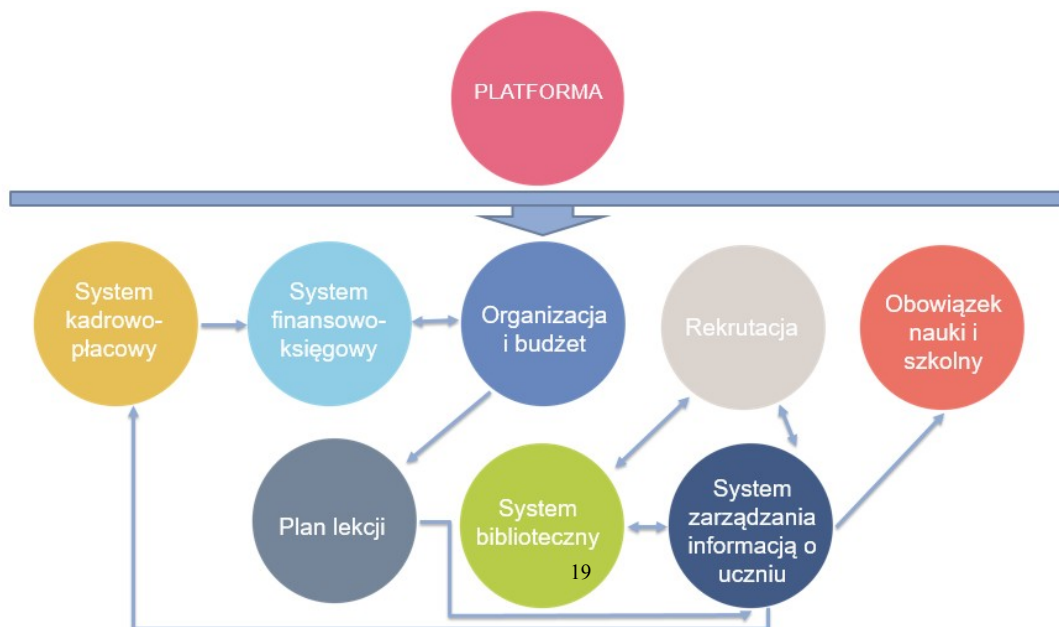 PLATFORMA
System
kadrowo-
płacowy
System
finansowo-
księgowy
Organizacja
i budżet
Rekrutacja
Obowiązek
nauki i
szkolny
Plan lekcji
System
biblioteczny
19
System
zarządzania
informacją o
uczniu